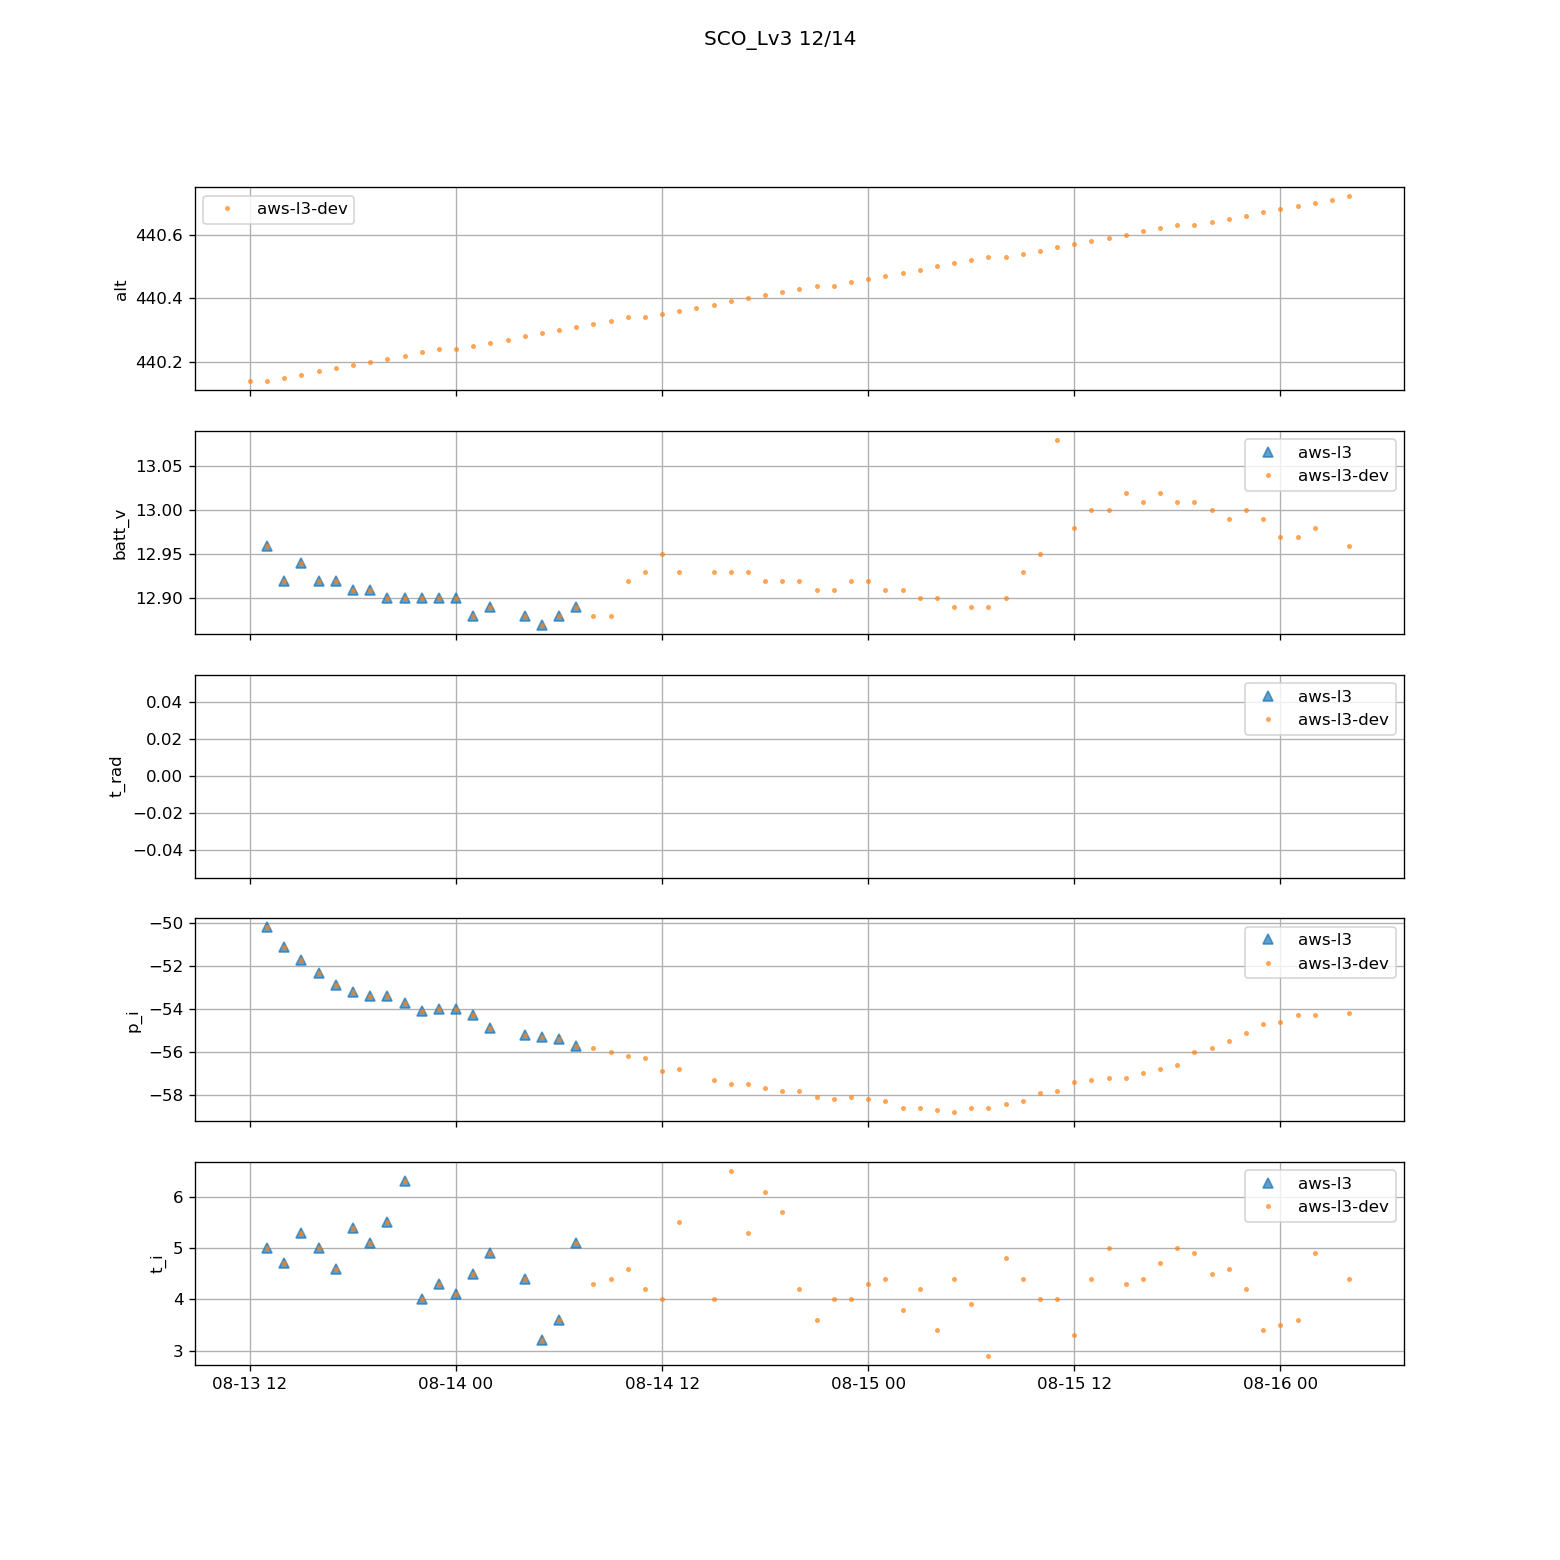 SCO_Lv3 12/14
aws-l3-dev
440.6
440.4
440.2
alt
aws-l3
aws-l3-dev
13.05
13.00
12.95
12.90
batt_v
aws-l3
aws-l3-dev
0.04
0.02
0.00
−0.02
−0.04
t_rad
aws-l3
aws-l3-dev
−50
−52
−54
−56
−58
p_i
aws-l3
aws-l3-dev
6
5
4
3
t_i
08-13 12 08-14 00 08-14 12 08-15 00 08-15 12 08-16 00